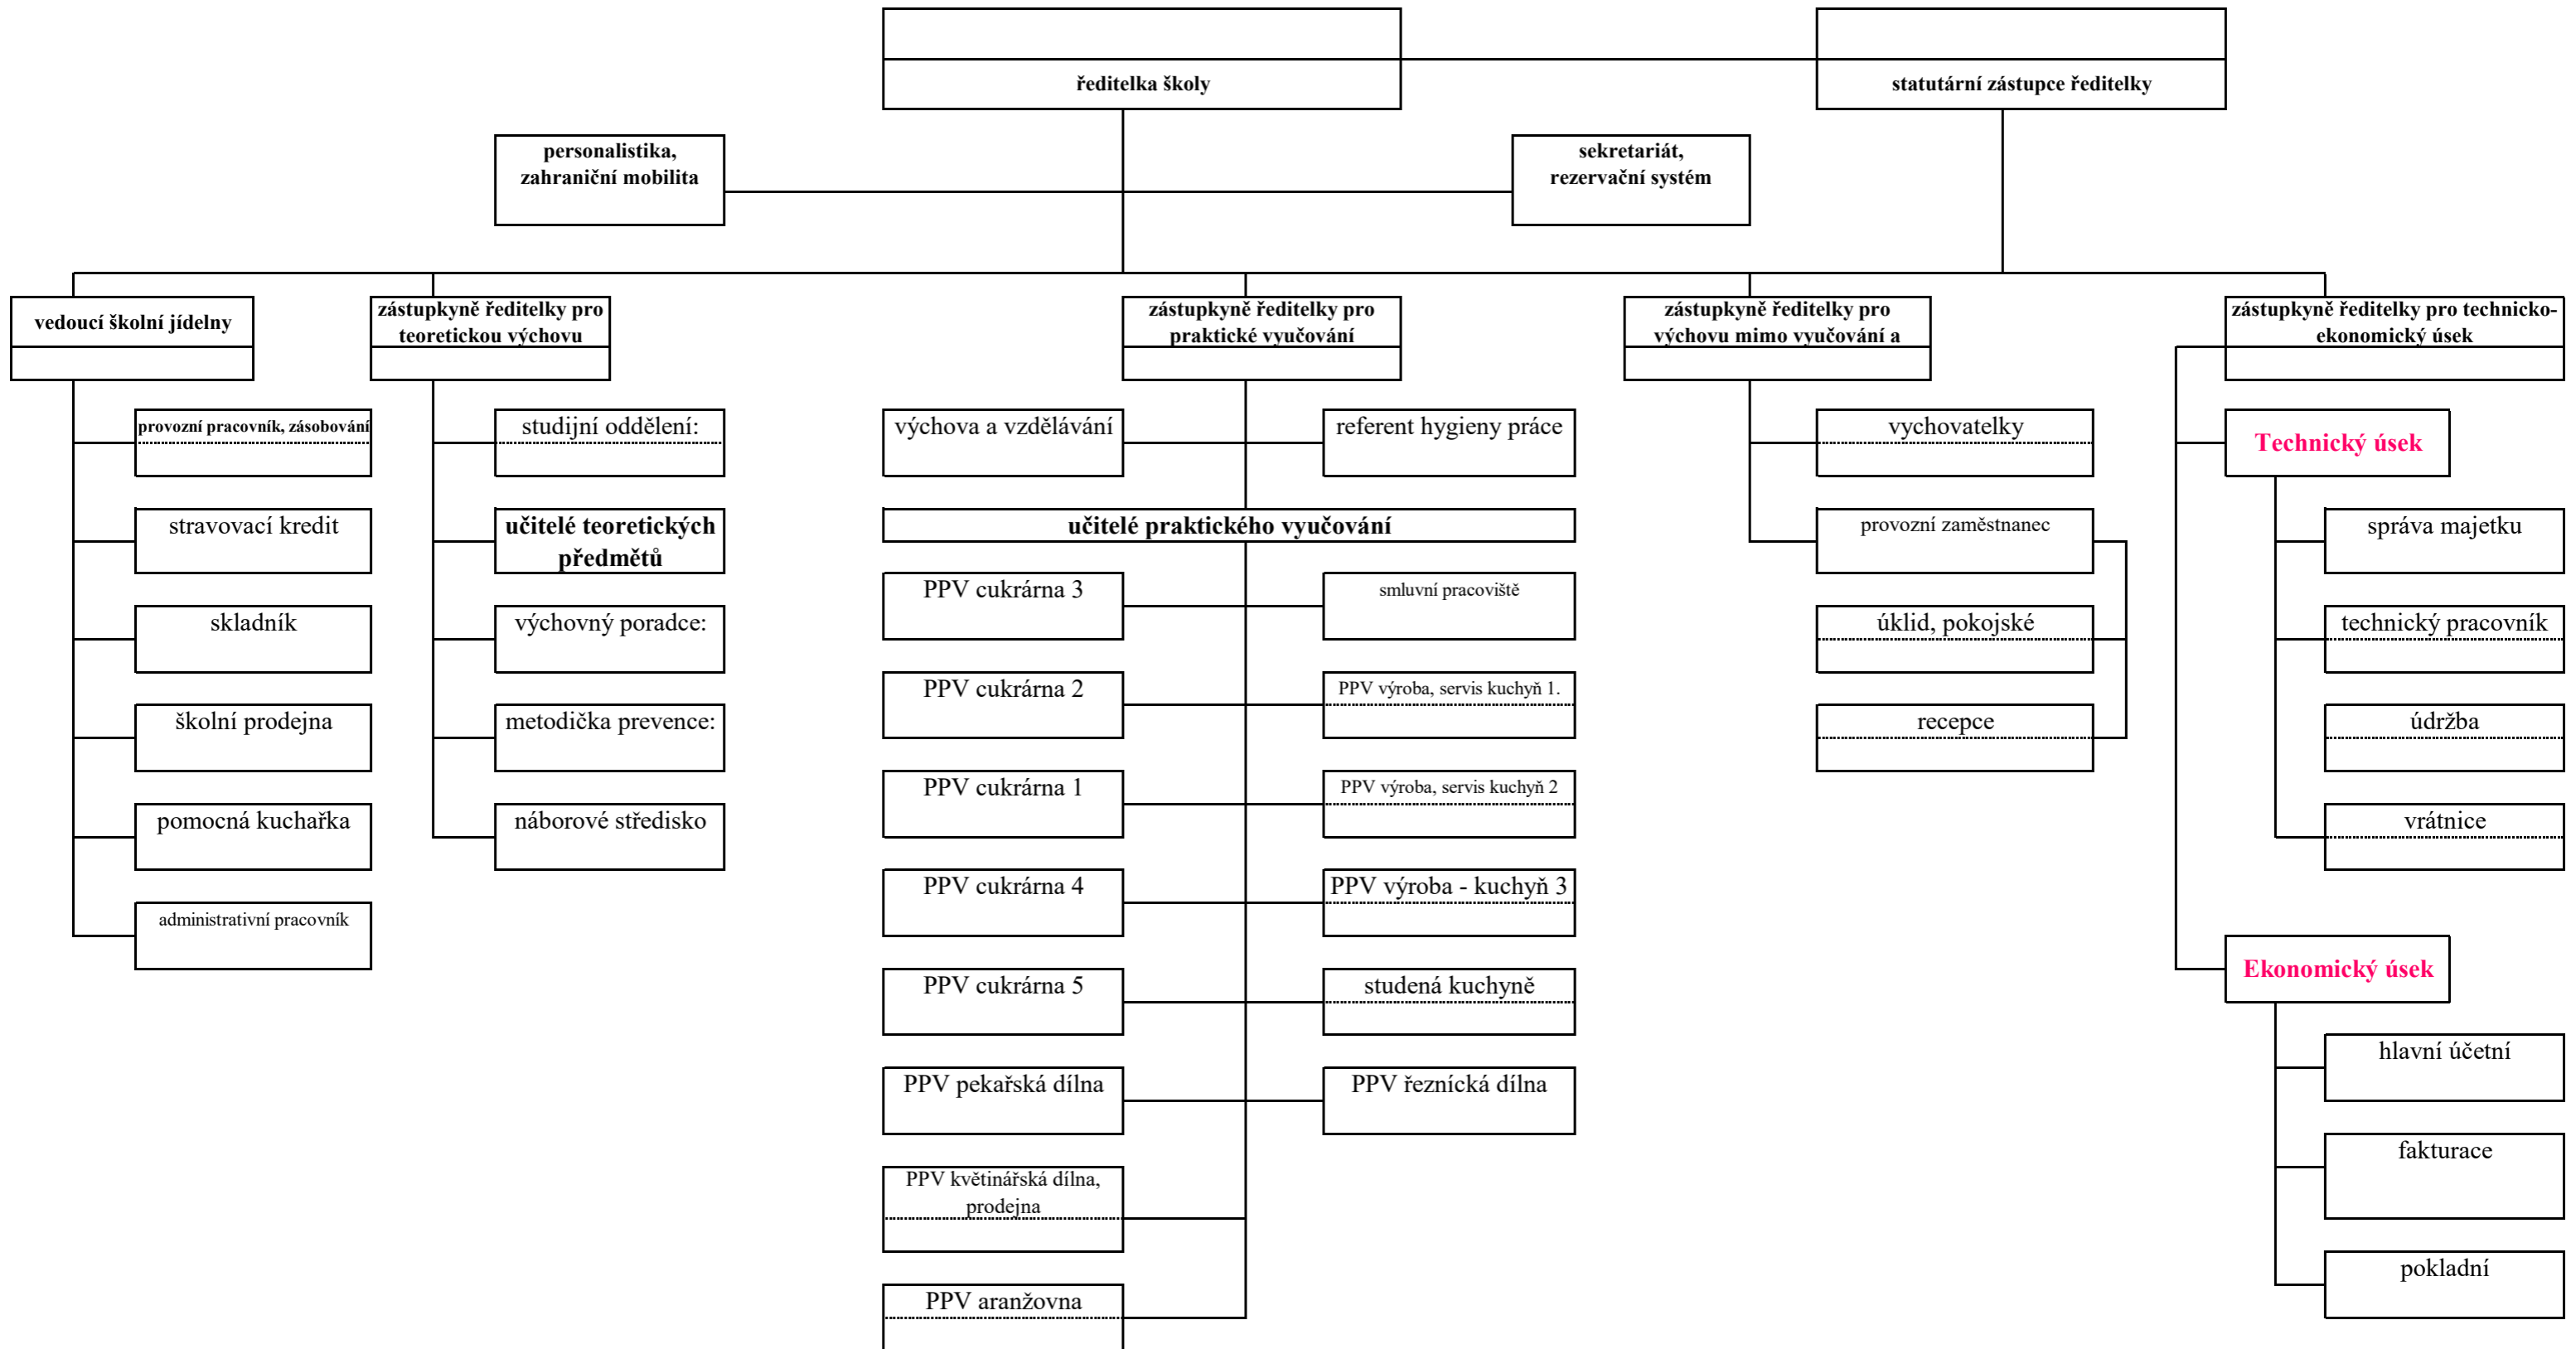 ředitelka školy
statutární zástupce ředitelky
personalistika,
zahraniční mobilita
sekretariát,
rezervační systém
vedoucí školní jídelny
zástupkyně ředitelky pro
teoretickou výchovu
zástupkyně ředitelky pro
praktické vyučování
zástupkyně ředitelky pro
výchovu mimo vyučování a
zástupkyně ředitelky pro technicko-
ekonomický úsek
provozní pracovník, zásobování
stravovací kredit
skladník
školní prodejna
pomocná kuchařka
administrativní pracovník
studijní oddělení:
učitelé teoretických
předmětů
výchovný poradce:
metodička prevence:
náborové středisko
výchova a vzdělávání
referent hygieny práce
učitelé praktického vyučování
PPV cukrárna 3
smluvní pracoviště
PPV cukrárna 2
PPV výroba, servis kuchyň 1.
PPV cukrárna 1
PPV výroba, servis kuchyň 2
PPV cukrárna 4
PPV výroba - kuchyň 3
PPV cukrárna 5
studená kuchyně
PPV pekařská dílna
PPV řeznícká dílna
PPV květinářská dílna,
prodejna
PPV aranžovna
vychovatelky
provozní zaměstnanec
úklid, pokojské
recepce
Technický úsek
správa majetku
technický pracovník
údržba
vrátnice
Ekonomický úsek
hlavní účetní
fakturace
pokladní